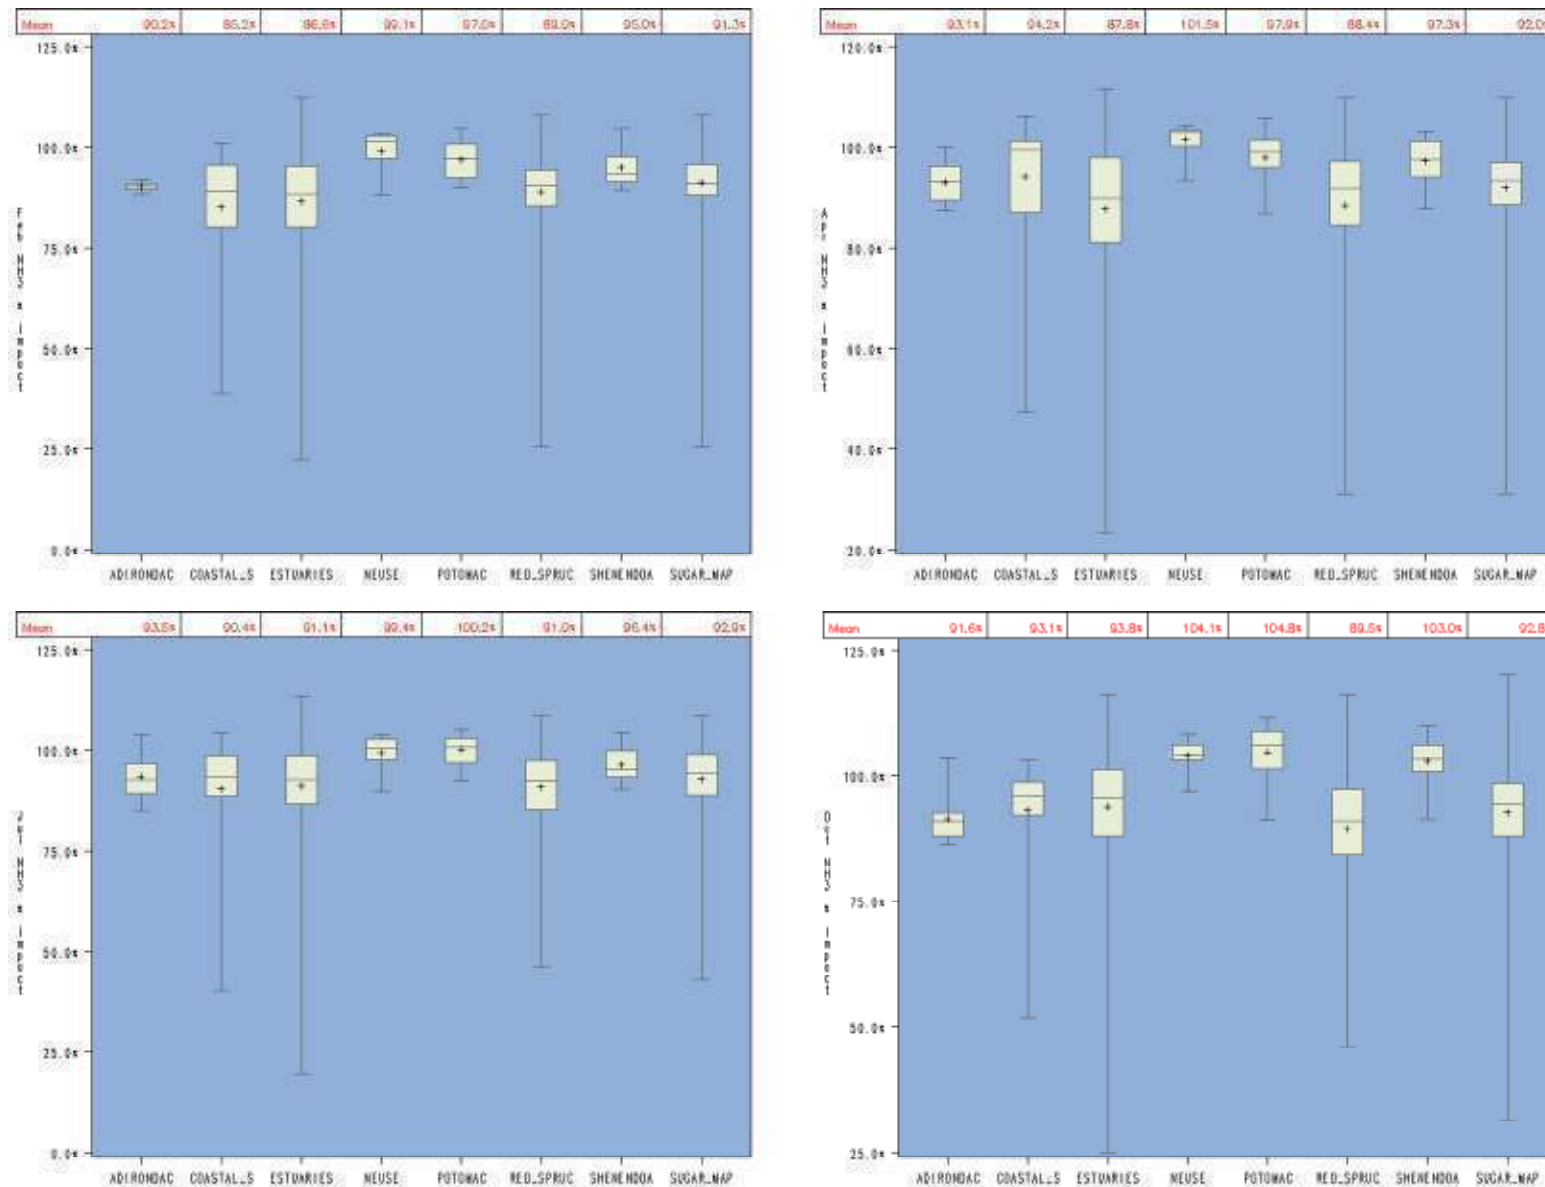 Mean 90.2% 85.2% 86.6% 99.1% 97.0% 88.9% 95.0% 91.3%
125.0%
100.0%
75.0%
50.0%
25.0%
0.0%
Feb NH3 % impact
ADIRONDAC COASTAL_S ESTUARIES NEUSE POTOMAC RED_SPRUC SHENENDOA SUGAR_MAP
Mean 93.1% 94.2% 87.8% 101.5% 97.9% 88.4% 97.3% 92.0
120.0%
100.0%
80.0%
60.0%
40.0%
20.0%
Apr NH3 % impact
ADIRONDAC COASTAL_S ESTUARIES NEUSE POTOMAC RED_SPRUC SHENENDOA SUGAR_MAP
Mean 93.5% 90.4% 91.1% 99.4% 100.2% 91.0% 96.4% 92.9%
125.0%
100.0%
75.0%
50.0%
25.0%
0.0%
Jul NH3 % impact
ADIRONDAC COASTAL_S ESTUARIES NEUSE POTOMAC RED_SPRUC SHENENDOA SUGAR_MAP
Mean 91.6% 93.1% 93.8% 104.1% 104.8% 89.5% 103.0% 92.8
125.0%
100.0%
75.0%
50.0%
25.0%
Oct NH3 % impact
ADIRONDAC COASTAL_S ESTUARIES NEUSE POTOMAC RED_SPRUC SHENENDOA SUGAR_MAP